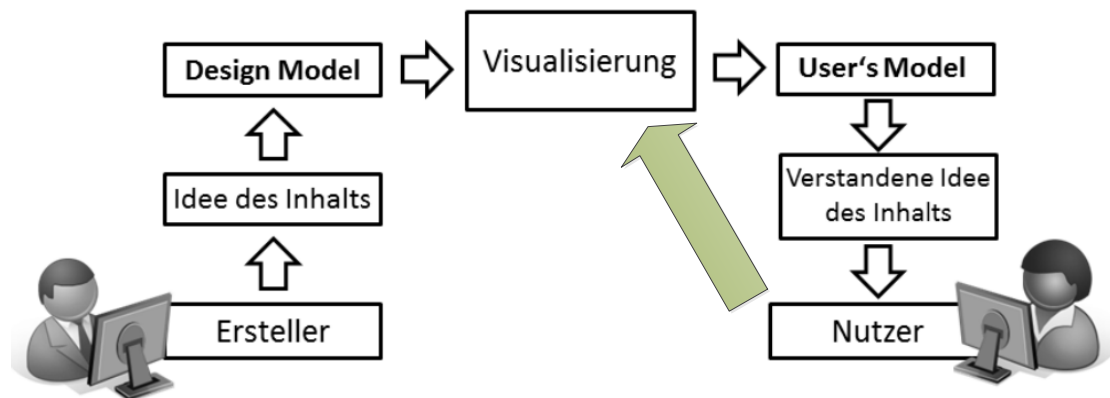 Design Model
Visualisierung
User‘s Model
Idee des Inhalts
Verstandene Idee
des Inhalts
Ersteller
Nutzer